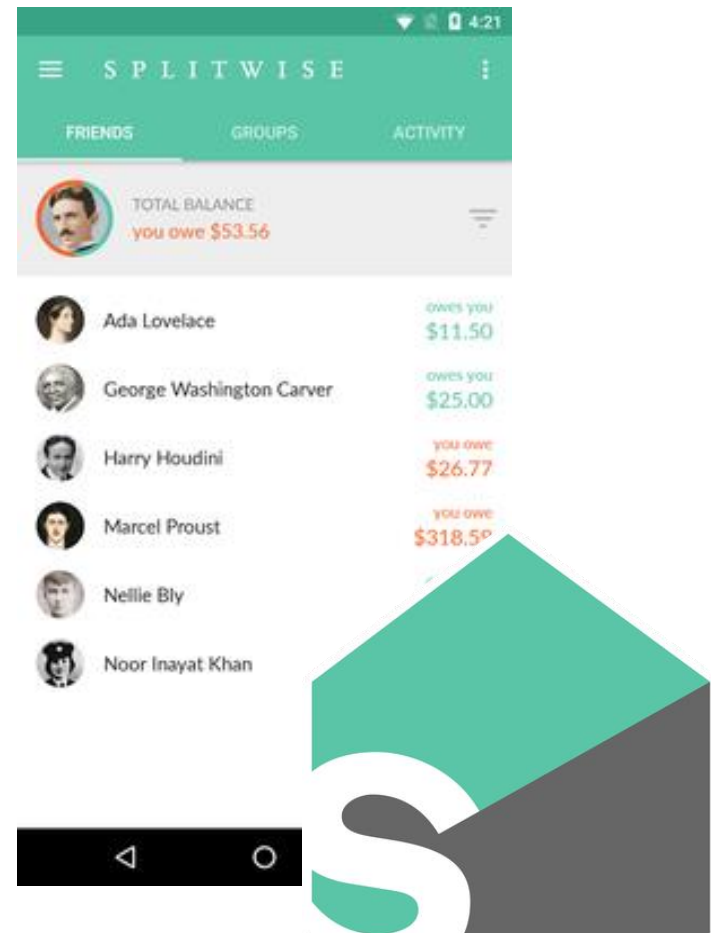 4:21
SPLITWISE
FRIENDS GROUPS ACTIVITY
TOTAL BALANCE
you owe $53.56
owes you
Ada Lovelace
$11.50
owes you
George Washington Carver
$25.00
you owe
Harry Houdini
$26.77
you owe
Marcel Proust
Nellie Bly
Noor Inayat Khan
S